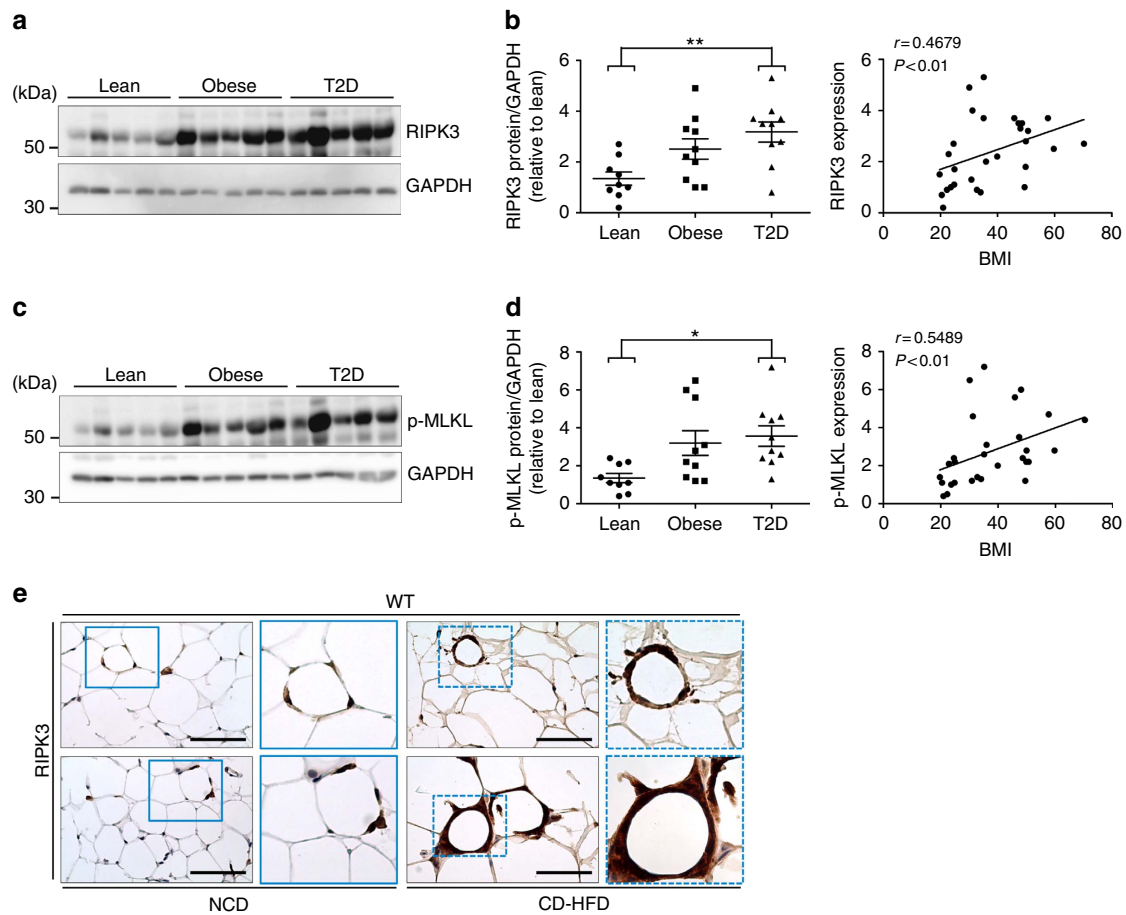 a
(kDa)
Lean Obese T2D
RIPK3
50
GAPDH
30
b
RIPK3 protein/GAPDH
(relative to lean)
6
4
2
0
**
Lean Obese T2D
r=0.4679
P<0.01
RIPK3 expression
6
4
2
0
0 20 40 60 80
BMI
c
(kDa)
Lean Obese T2D
p-MLKL
50
GAPDH
30
d
p-MLKL protein/GAPDH
(relative to lean)
8
6
4
2
0
*
Lean Obese T2D
r=0.5489
P<0.01
p-MLKL expression
8
6
4
2
0
0 20 40 60 80
BMI
e
WT
RIPK3
NCD CD-HFD